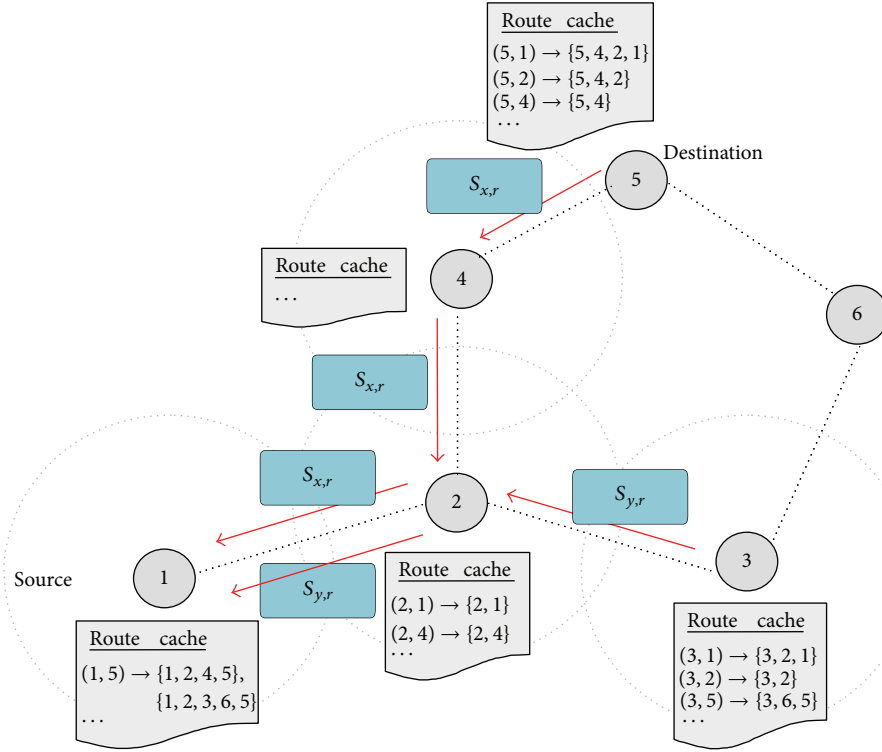 Route cache
(5, 1) → {5, 4, 2, 1}
(5, 2) → {5, 4, 2}
(5, 4) → {5, 4}
...
Destination
5
S_{x,r}
4
Route cache
...
6
S_{x,r}
S_{x,r}
2
S_{y,r}
3
Source
1
S_{y,r}
Route cache
(2, 1) → {2, 1}
(2, 4) → {2, 4}
...
Route cache
(1, 5) → {1, 2, 4, 5},
{1, 2, 3, 6, 5}
...
Route cache
(3, 1) → {3, 2, 1}
(3, 2) → {3, 2}
(3, 5) → {3, 6, 5}
...